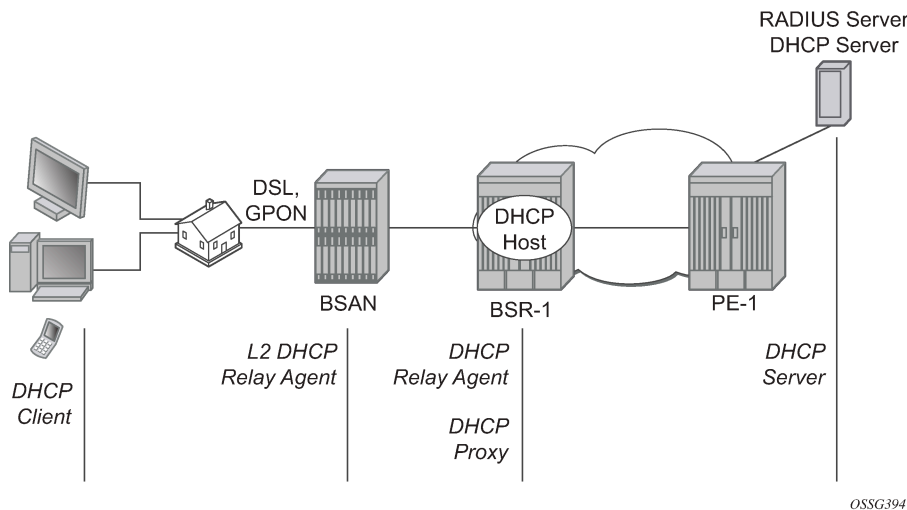 RADIUS Server
DHCP Server
DSL,
GPON
DHCP
Host
BSAN
BSR-1
PE-1
L2 DHCP
Relay Agent
DHCP
Relay Agent
DHCP
Server
DHCP
Client
DHCP
Proxy
OSSG394